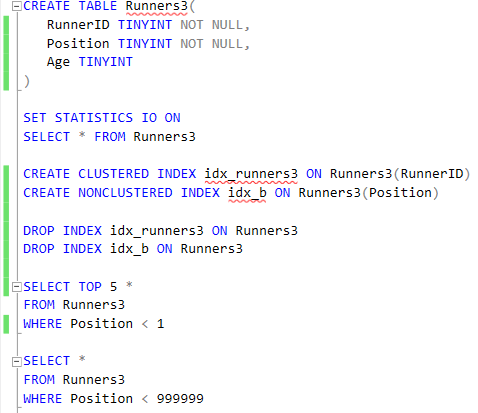 CREATE TABLE Runners3(
RunnerID TINYINT NOT NULL,
Position TINYINT NOT NULL,
Age TINYINT
)
SET STATISTICS IO ON
SELECT * FROM Runners3
CREATE CLUSTERED INDEX idx_runners3 ON Runners3(RunnerID)
CREATE NONCLUSTERED INDEX idx_b ON Runners3(Position)
DROP INDEX idx_runners3 ON Runners3
DROP INDEX idx_b ON Runners3
SELECT TOP 5 *
FROM Runners3
WHERE Position < 1
SELECT *
FROM Runners3
WHERE Position < 999999